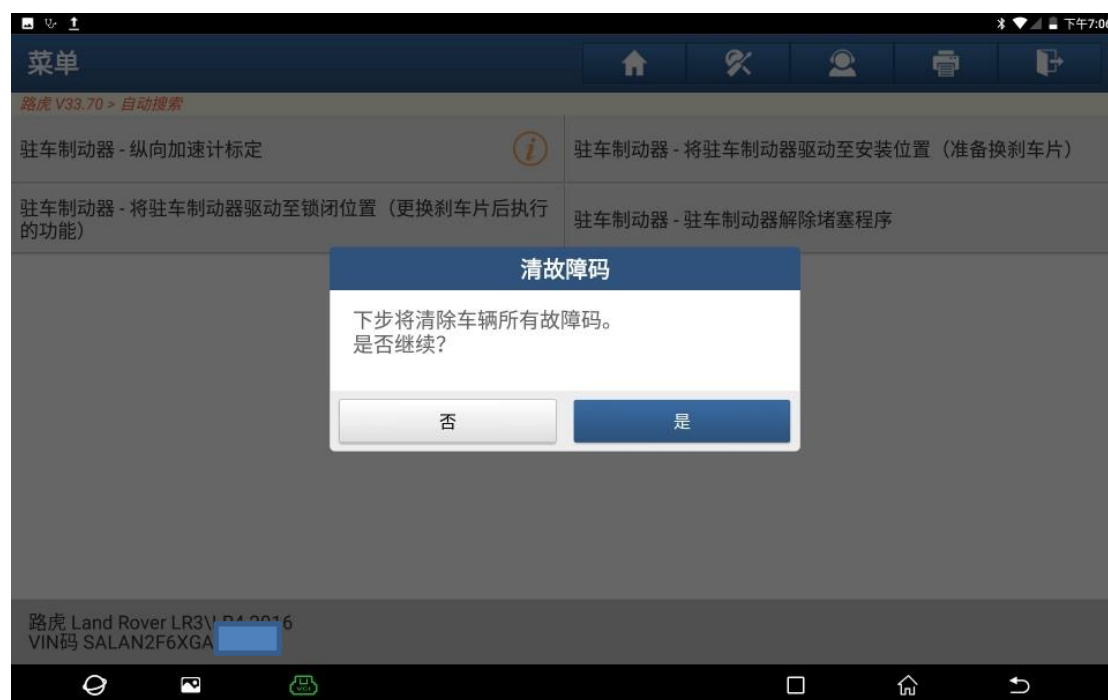 下午7:06
菜单
路虎 V33.70 > 自动搜索
驻车制动器 - 纵向加速计标定
i
驻车制动器 - 将驻车制动器驱动至安装位置（准备换刹车片）
驻车制动器 - 将驻车制动器驱动至锁闭位置（更换刹车片后执行
的功能）
驻车制动器 - 驻车制动器解除堵塞程序
清故障码
下步将清除车辆所有故障码。
是否继续？
否
是
路虎 Land Rover LR3\LR4 2016
VIN码 SALAN2F6XGA
VCI